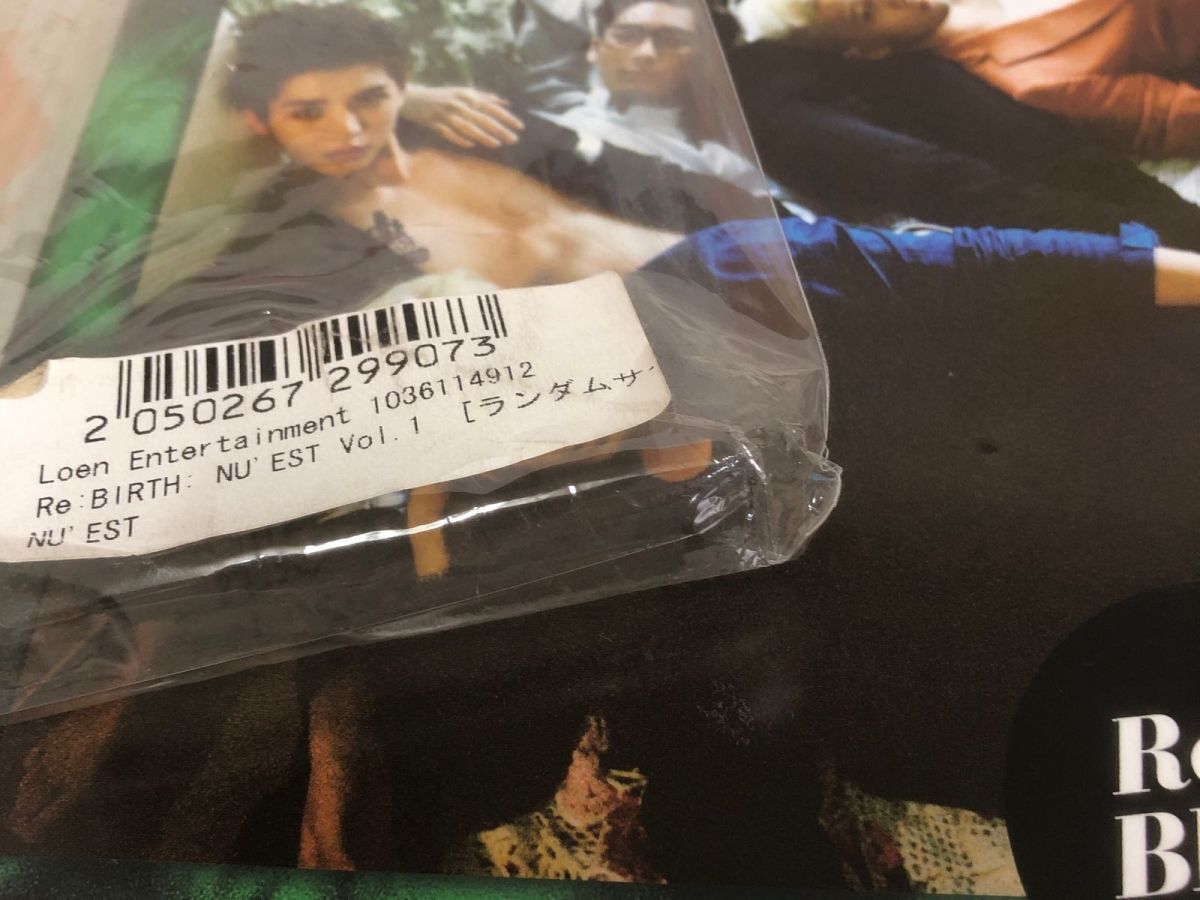 2 050267 299073
Loen Entertainment 1036114912
Re:BIRTH: NU'EST Vol.1 [ランダムサ
NU'EST
Re